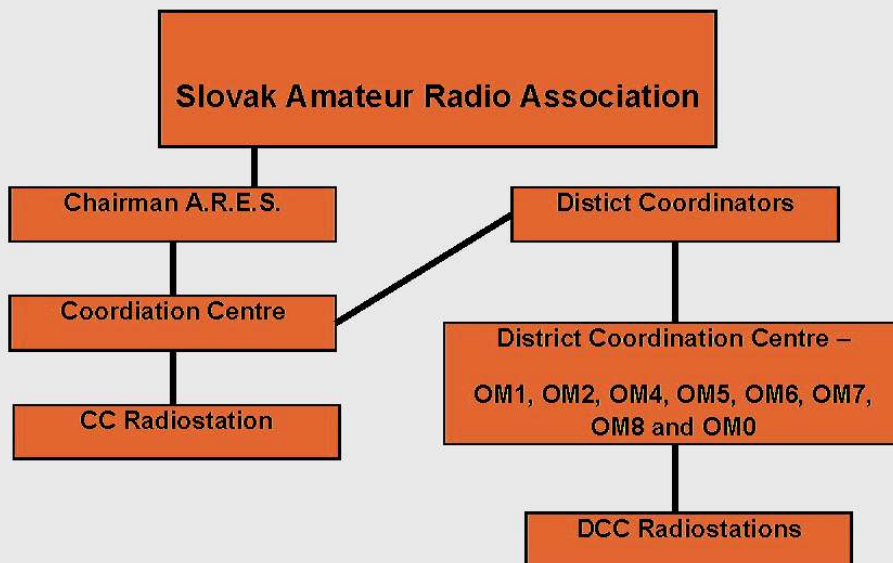 Slovak Amateur Radio Association
Chairman A.R.E.S.
Distict Coordinators
Coordiation Centre
District Coordination Centre –
OM1, OM2, OM4, OM5, OM6, OM7,
OM8 and OM0
CC Radiostation
DCC Radiostations